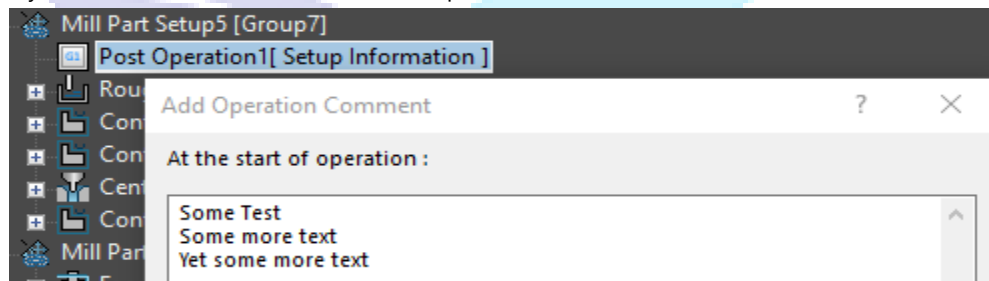 Mill Part Setup5 [Group7]
G1
Post Operation1[ Setup Information ]
Add Operation Comment
?
At the start of operation :
Some Test
Some more text
Yet some more text
Mill Part